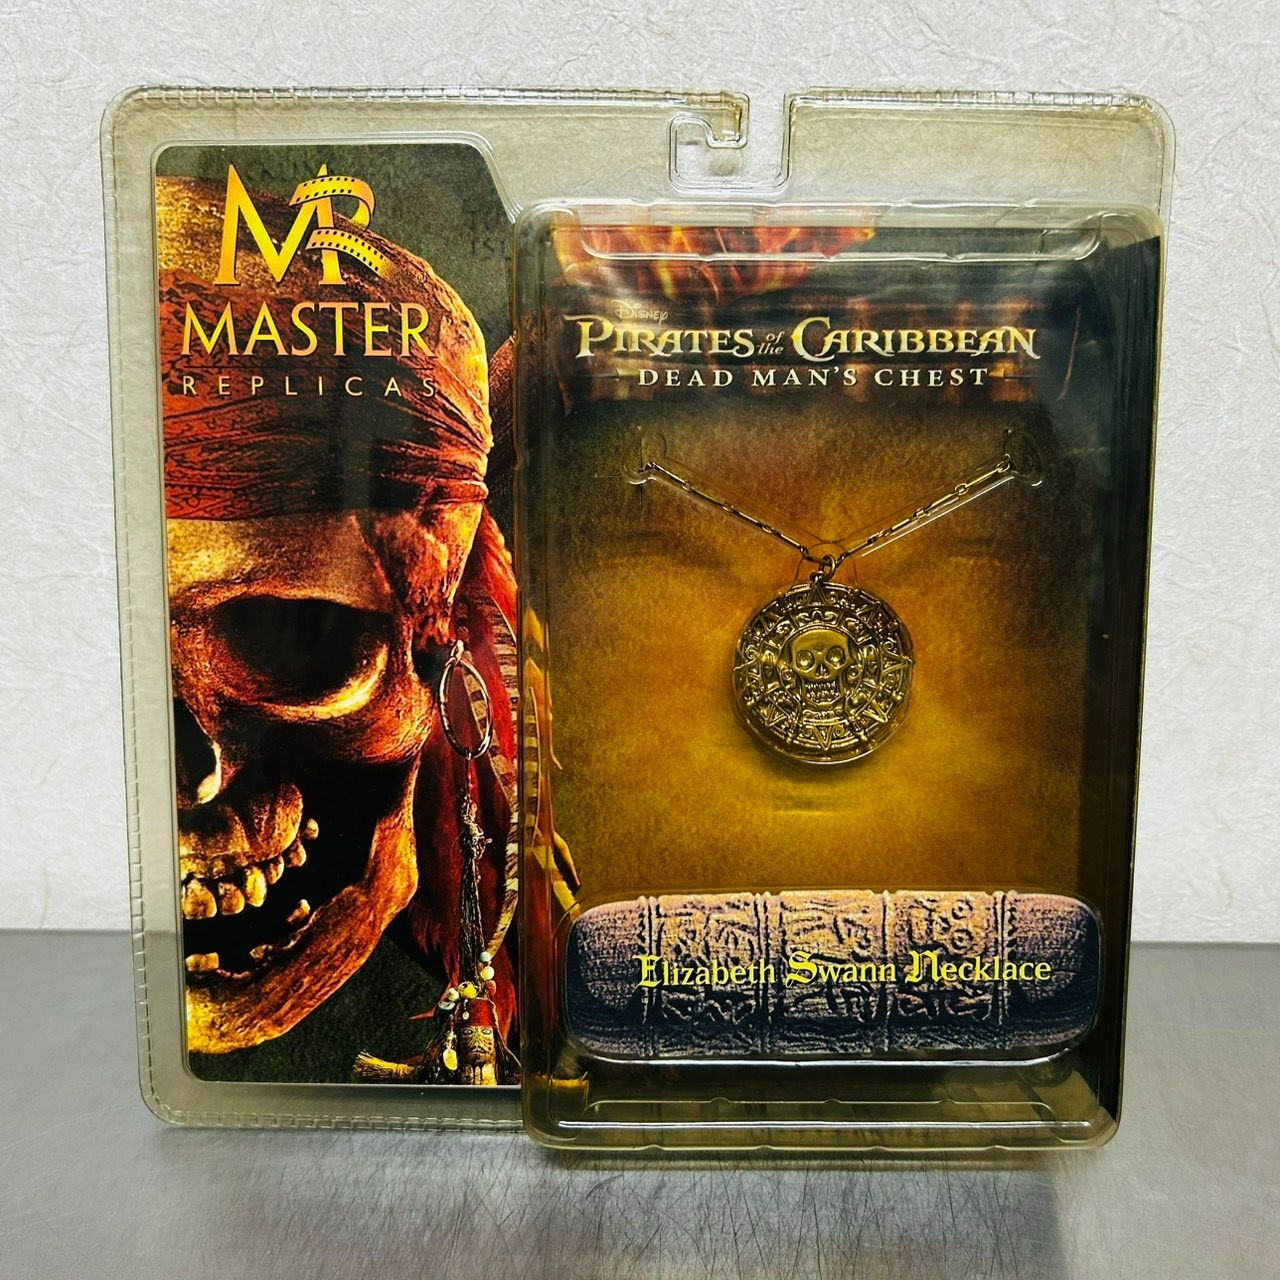 MR
MASTER
REPLICAS
DISNEY
PIRATES of the CARIBBEAN
DEAD MAN'S CHEST
Elizabeth Swann Necklace